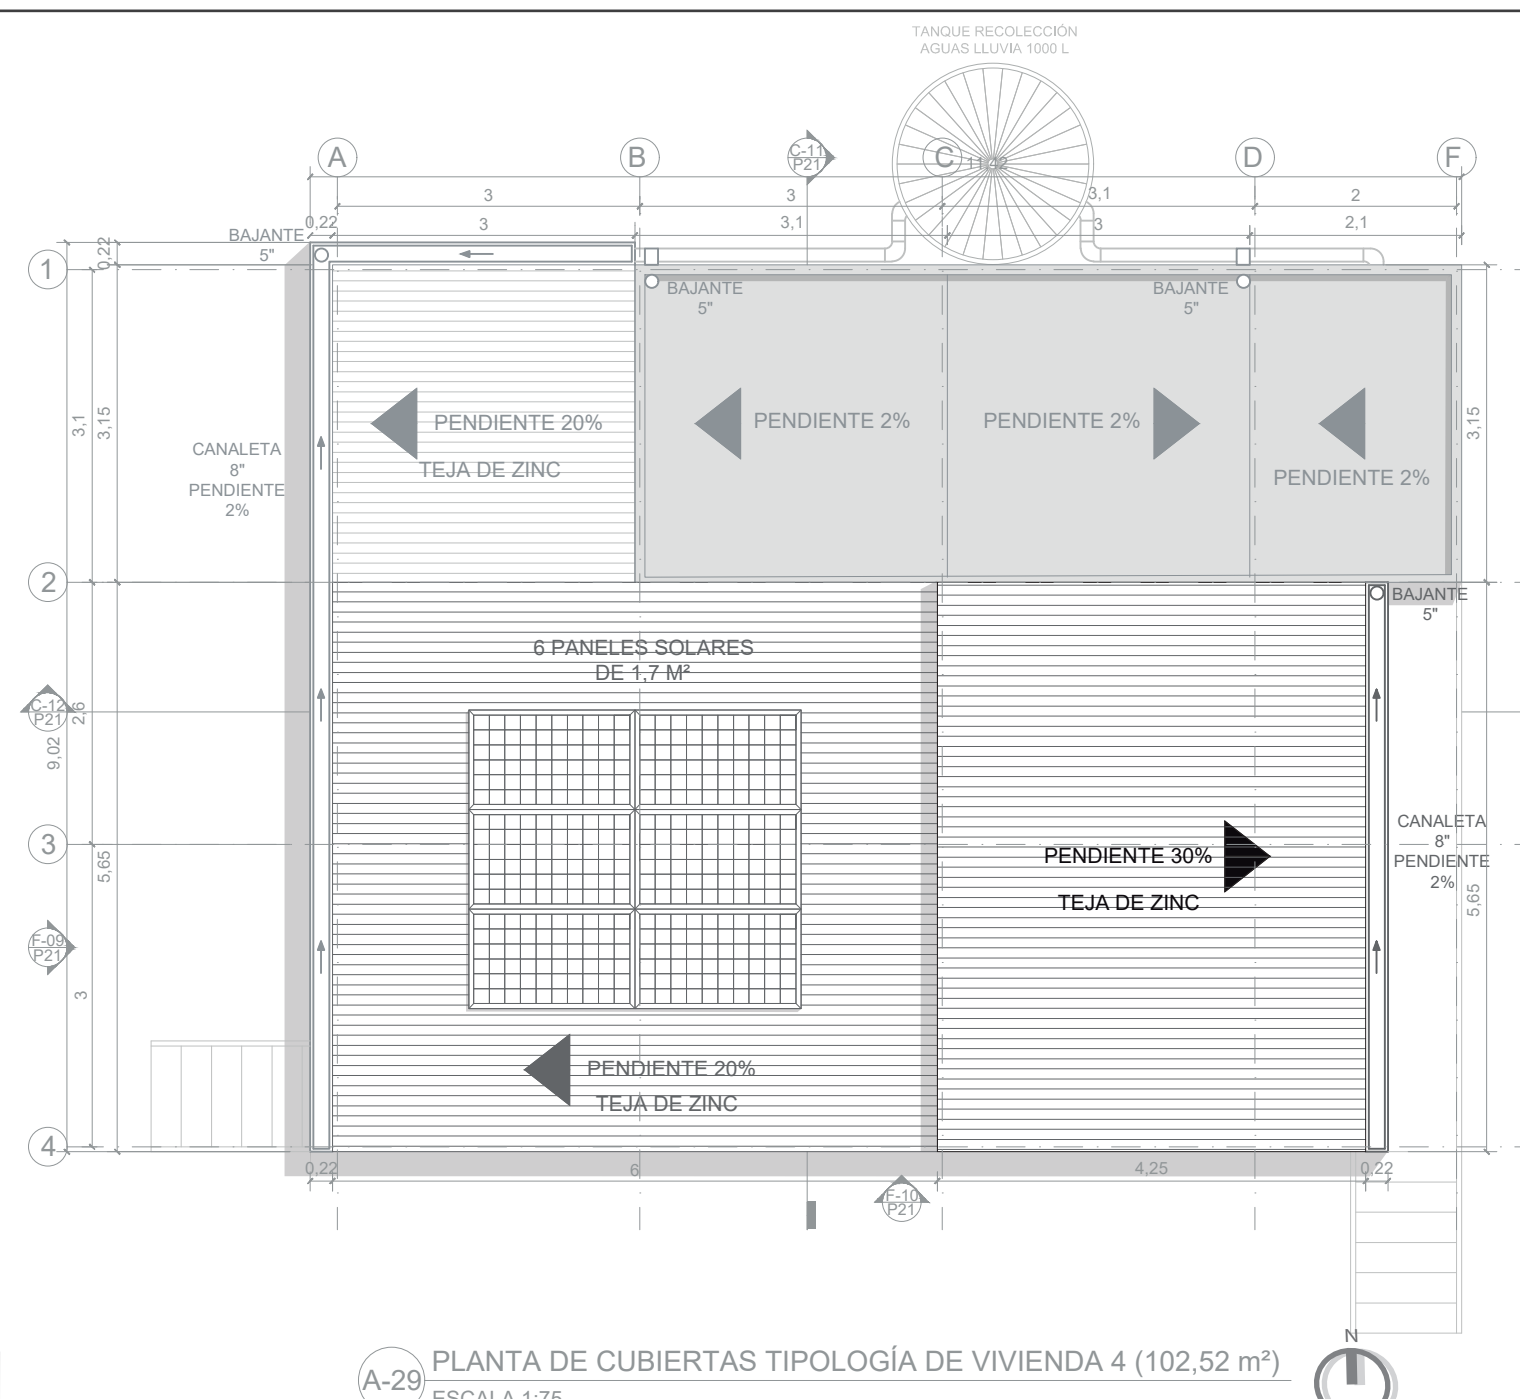 TANQUE RECOLECCIÓN
AGUAS LLUVIA 1000 L
A
B
C-11
P21
C
11,42
D
F
3
3
3,1
2
0,22
3
3,1
3
2,1
BAJANTE
5"
0,22
1
BAJANTE
5"
BAJANTE
5"
3,1
3,15
PENDIENTE 20%
TEJA DE ZINC
PENDIENTE 2%
PENDIENTE 2%
PENDIENTE 2%
3,15
CANALETA
8"
PENDIENTE
2%
2
BAJANTE
5"
6 PANELES SOLARES
DE 1,7 M²
C-12
P21
2,6
9,02
3
5,65
PENDIENTE 30%
TEJA DE ZINC
CANALETA
8"
PENDIENTE
2%
5,65
F-09
P21
3
PENDIENTE 20%
TEJA DE ZINC
4
0,22
6
4,25
0,22
F-10
P21
N
A-29
PLANTA DE CUBIERTAS TIPOLOGÍA DE VIVIENDA 4 (102,52 m²)
ESCALA 1:75